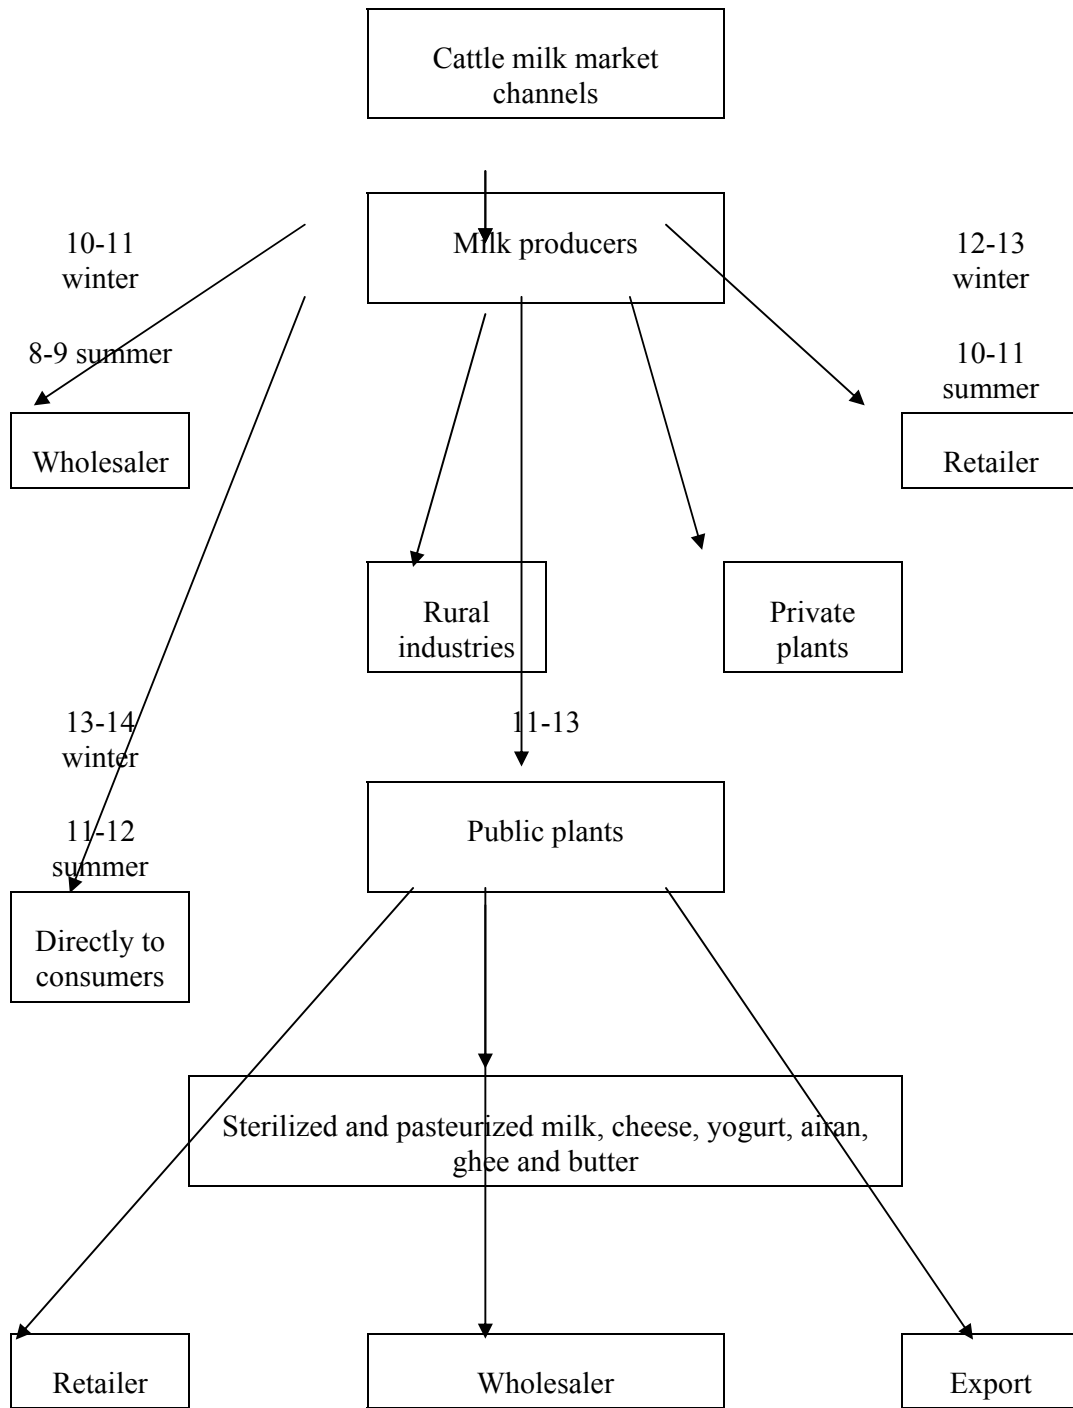 Cattle milk market
channels
Milk producers
10-11
winter
8-9 summer
12-13
winter
10-11
summer
Wholesaler
Retailer
Rural
industries
Private
plants
13-14
winter
11-13
11-12
summer
Public plants
Directly to
consumers
Sterilized and pasteurized milk, cheese, yogurt, airan,
ghee and butter
Retailer
Wholesaler
Export